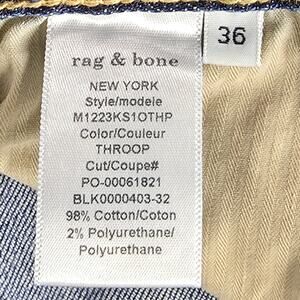 rag & bone
36
NEW YORK
Style/modele
M1223KS1OTHP
Color/Couleur
THROOP
Cut/Coupe#
PO-00061821
BLK0000403-32
98% Cotton/Coton
2% Polyurethane/
Polyurethane